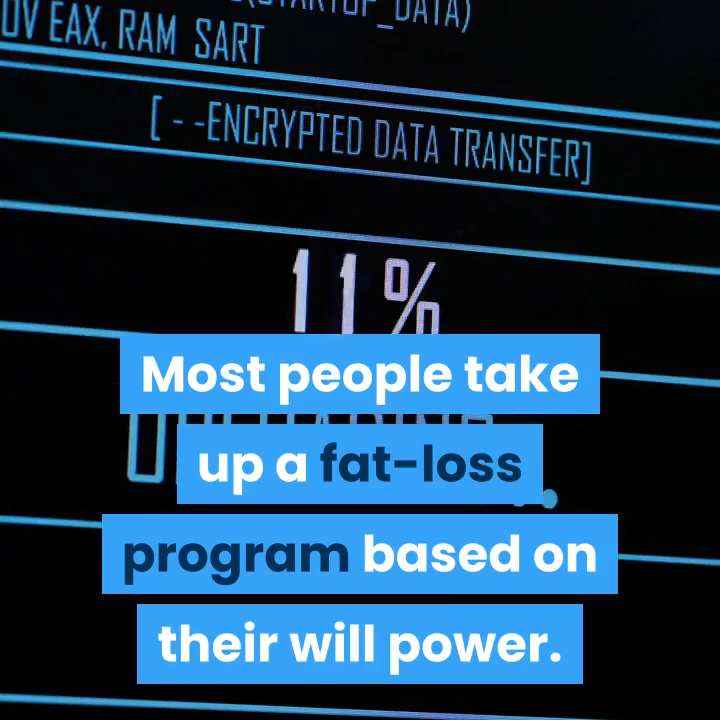 (STARTUP_DATA)
OV EAX, RAM SART
[ - -ENCRYPTED DATA TRANSFER]
11%
Most people take
up a fat-loss
program based on
their will power.